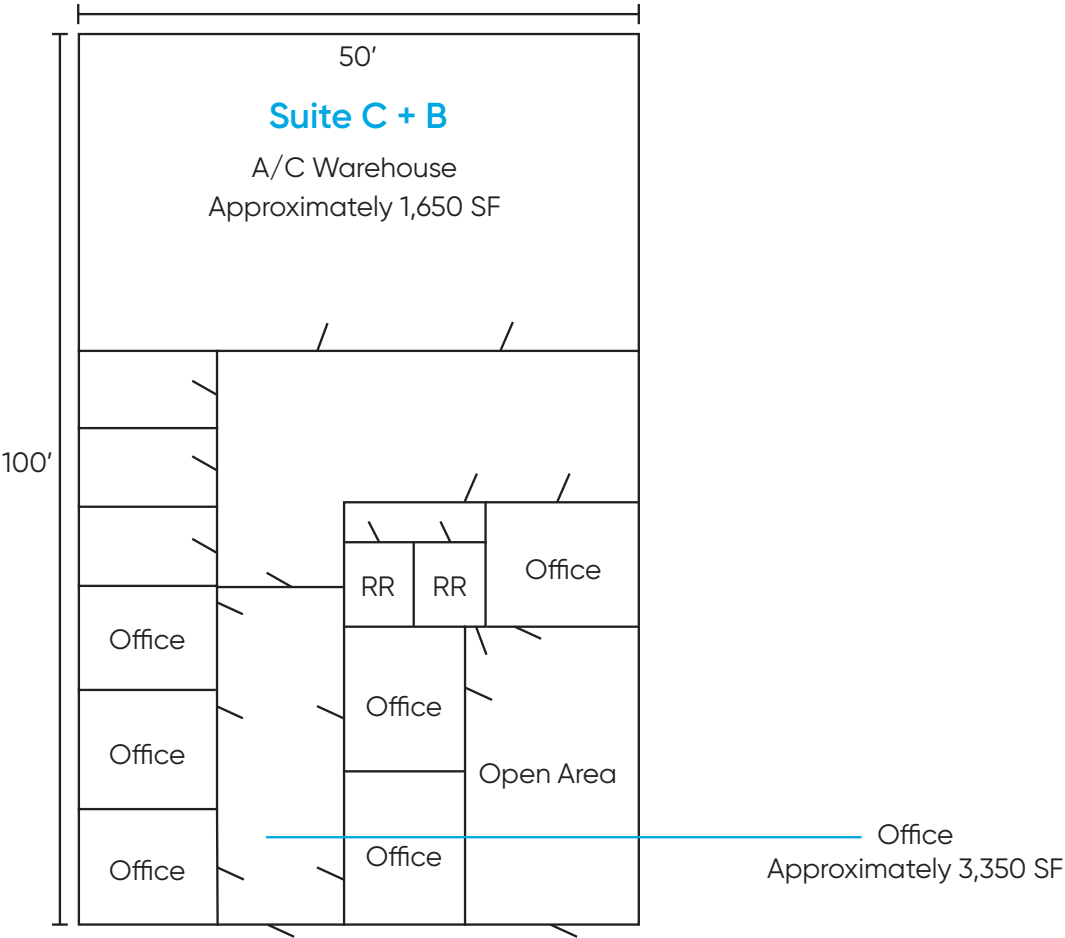 50′
Suite C + B
A/C Warehouse
Approximately 1,650 SF
100′
RR
RR
Office
Office
Office
Office
Open Area
Office
Office
Office
Office
Approximately 3,350 SF